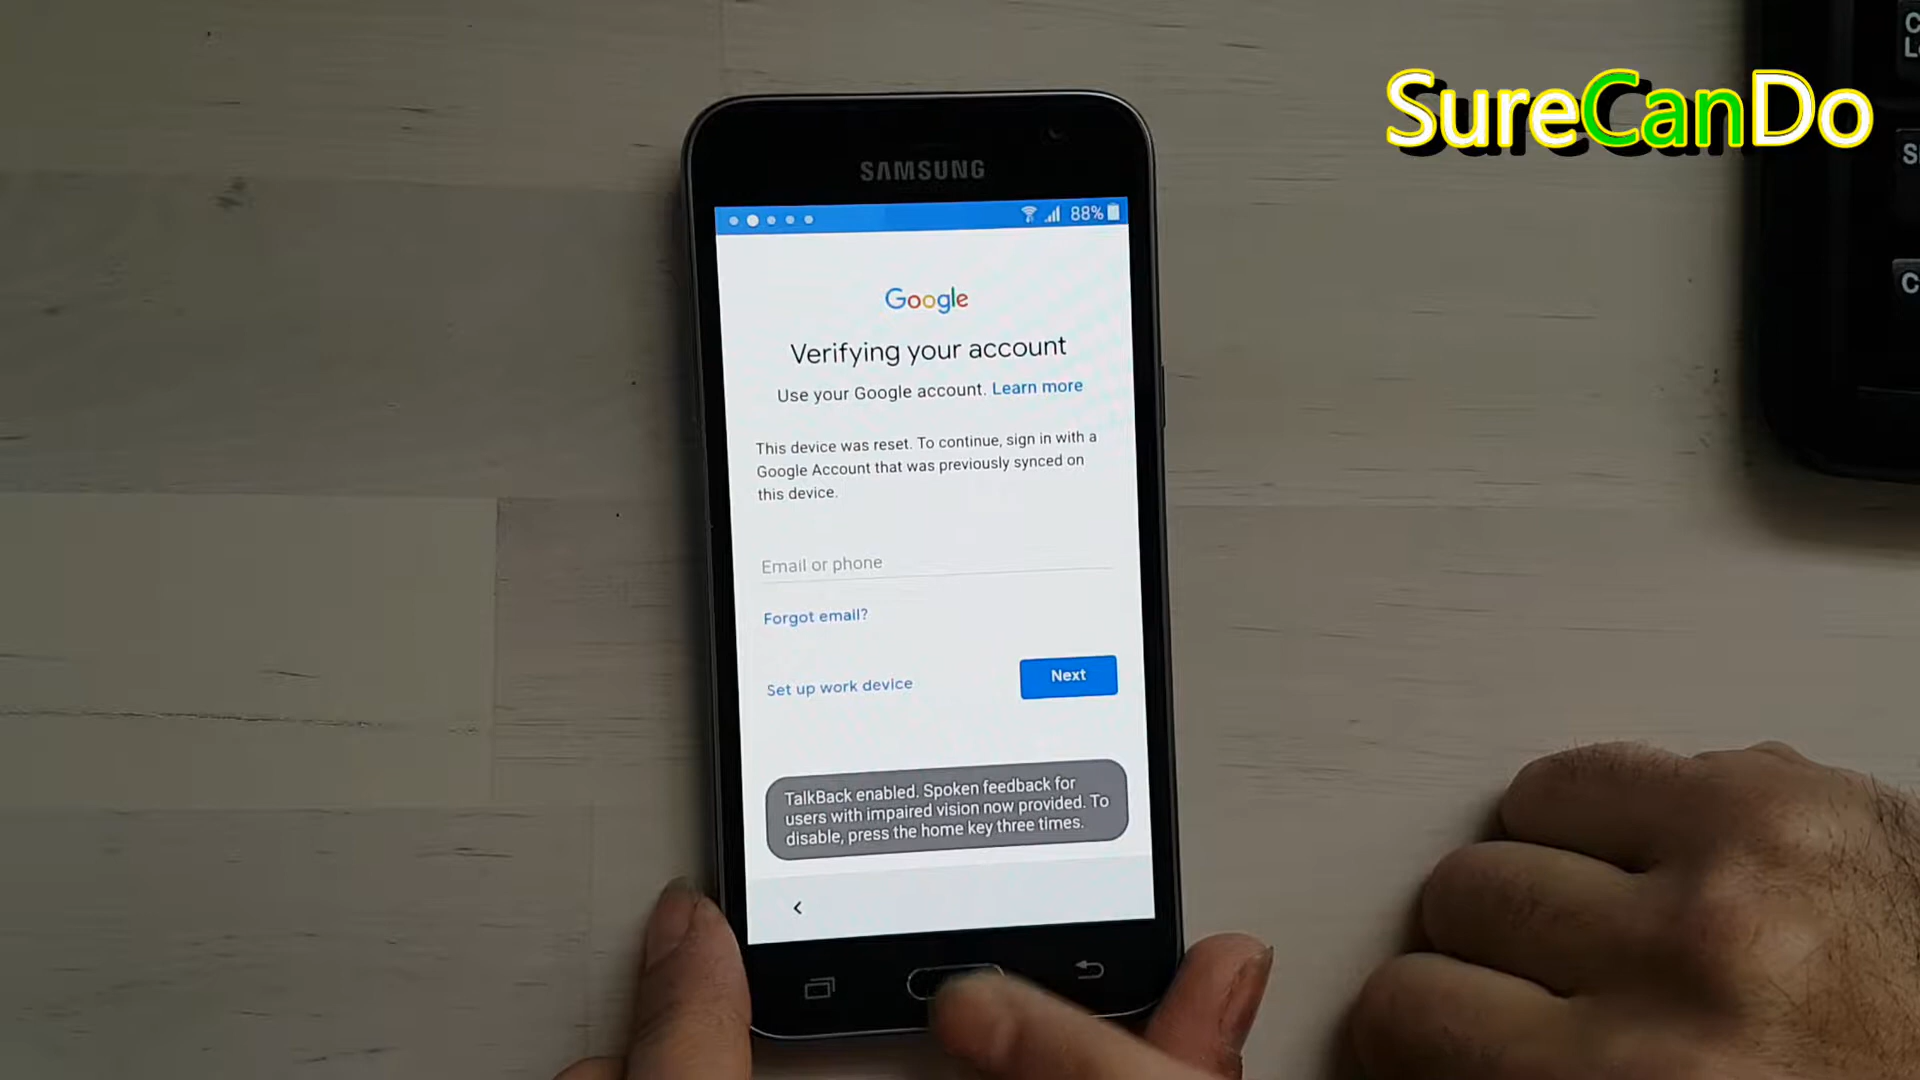 SureCanDo
SAMSUNG
88%
Google
Verifying your account
Use your Google account. Learn more
This device was reset. To continue, sign in with a
Google Account that was previously synced on
this device.
Email or phone
Forgot email?
Set up work device
Next
TalkBack enabled. Spoken feedback for
users with impaired vision now provided. To
disable, press the home key three times.